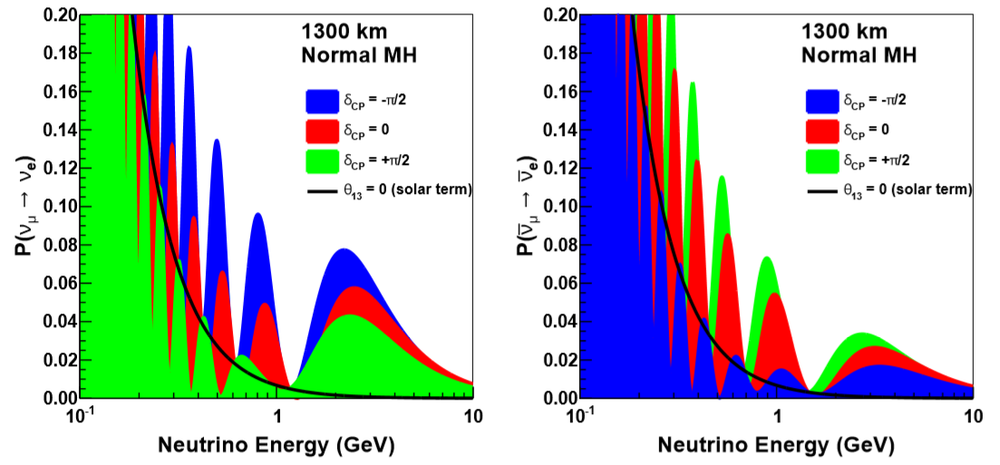 1300 km
Normal MH
δCP = -π/2
δCP = 0
δCP = +π/2
θ13 = 0 (solar term)
P(νμ → νe)
0.20
0.18
0.16
0.14
0.12
0.10
0.08
0.06
0.04
0.02
0.00
10-1 1 10
Neutrino Energy (GeV)
1300 km
Normal MH
δCP = -π/2
δCP = 0
δCP = +π/2
θ13 = 0 (solar term)
P(ν̅μ → ν̅e)
0.20
0.18
0.16
0.14
0.12
0.10
0.08
0.06
0.04
0.02
0.00
10-1 1 10
Neutrino Energy (GeV)